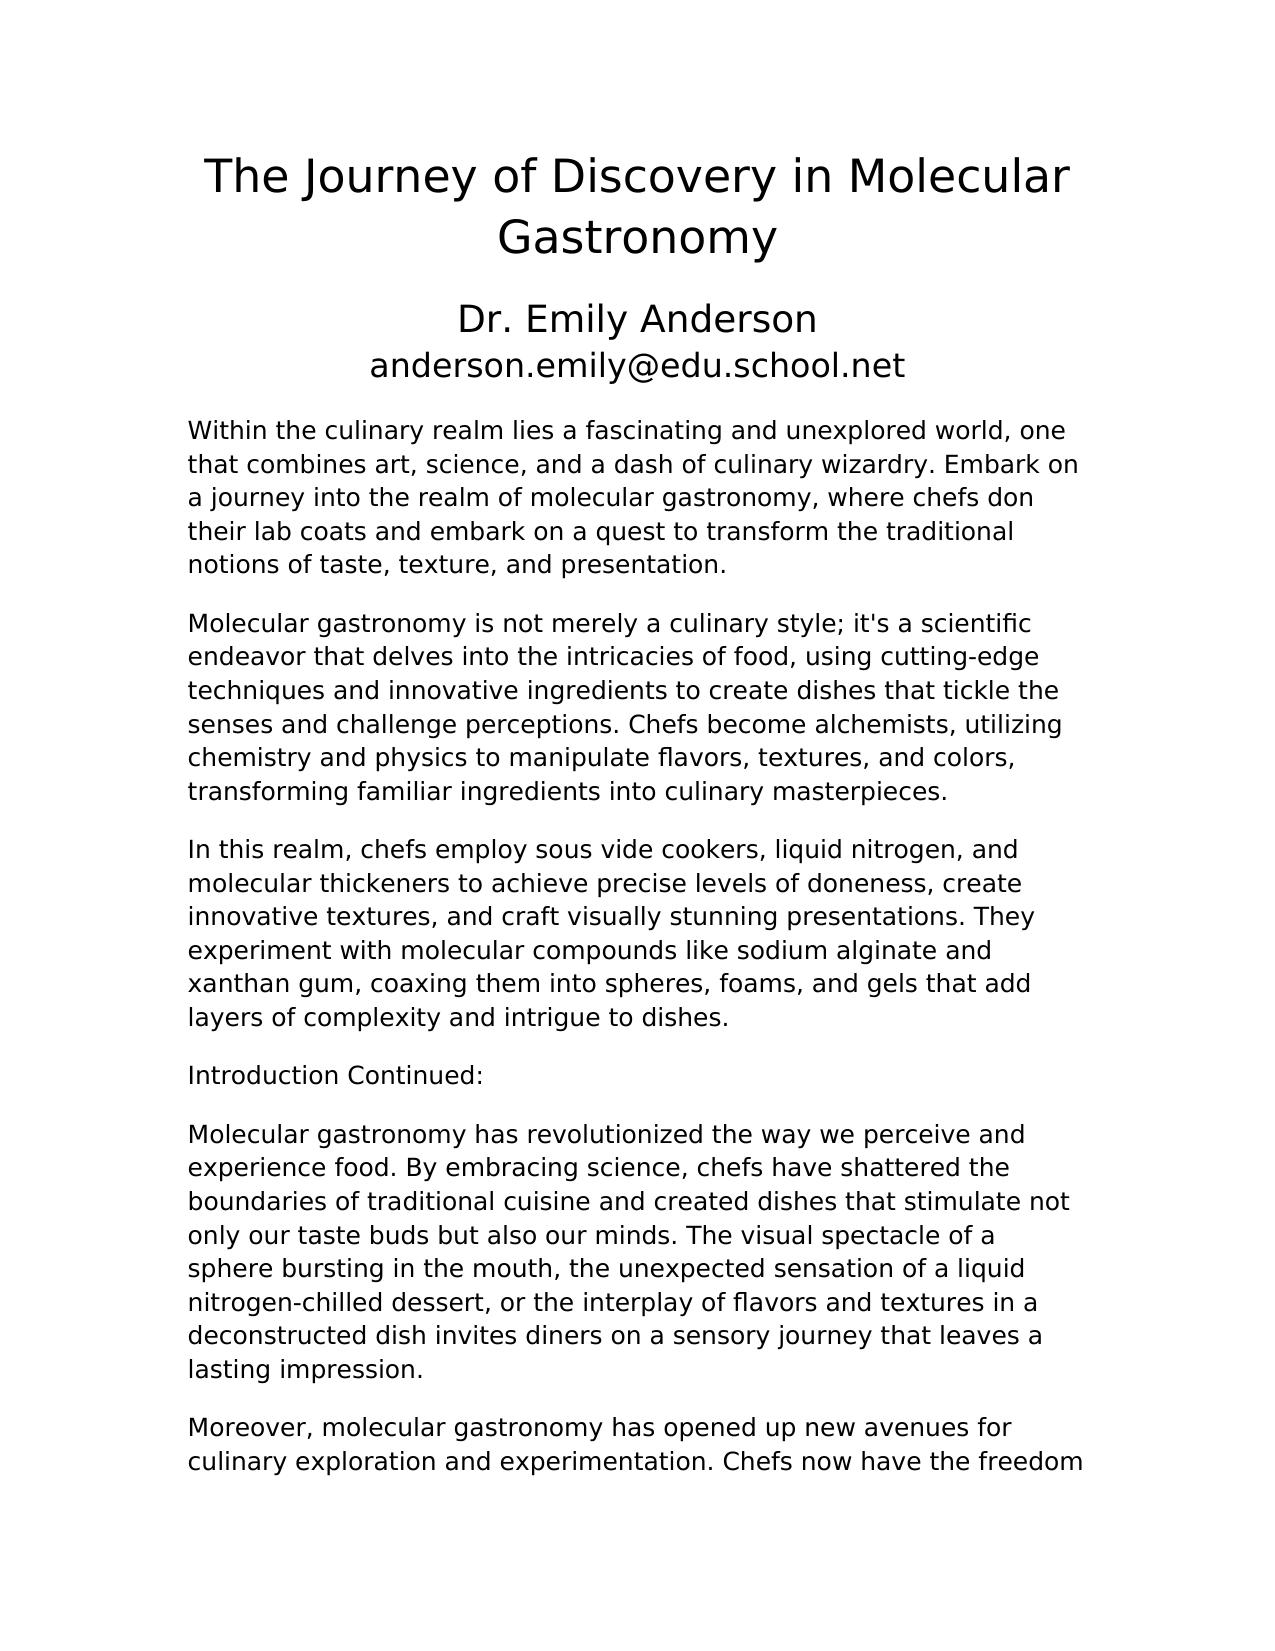 The Journey of Discovery in Molecular
Gastronomy
Dr. Emily Anderson
anderson.emily@edu.school.net
Within the culinary realm lies a fascinating and unexplored world, one
that combines art, science, and a dash of culinary wizardry. Embark on
a journey into the realm of molecular gastronomy, where chefs don
their lab coats and embark on a quest to transform the traditional
notions of taste, texture, and presentation.
Molecular gastronomy is not merely a culinary style; it's a scientific
endeavor that delves into the intricacies of food, using cutting-edge
techniques and innovative ingredients to create dishes that tickle the
senses and challenge perceptions. Chefs become alchemists, utilizing
chemistry and physics to manipulate flavors, textures, and colors,
transforming familiar ingredients into culinary masterpieces.
In this realm, chefs employ sous vide cookers, liquid nitrogen, and
molecular thickeners to achieve precise levels of doneness, create
innovative textures, and craft visually stunning presentations. They
experiment with molecular compounds like sodium alginate and
xanthan gum, coaxing them into spheres, foams, and gels that add
layers of complexity and intrigue to dishes.
Introduction Continued:
Molecular gastronomy has revolutionized the way we perceive and
experience food. By embracing science, chefs have shattered the
boundaries of traditional cuisine and created dishes that stimulate not
only our taste buds but also our minds. The visual spectacle of a
sphere bursting in the mouth, the unexpected sensation of a liquid
nitrogen-chilled dessert, or the interplay of flavors and textures in a
deconstructed dish invites diners on a sensory journey that leaves a
lasting impression.
Moreover, molecular gastronomy has opened up new avenues for
culinary exploration and experimentation. Chefs now have the freedom